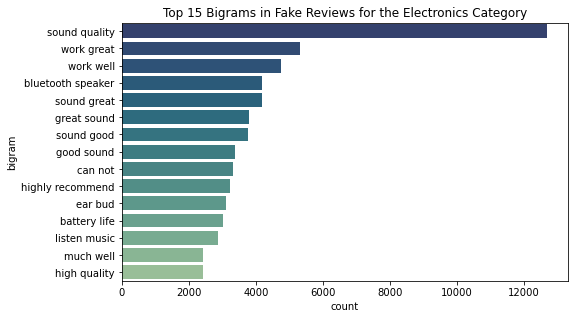 Top 15 Bigrams in Fake Reviews for the Electronics Category
sound quality
work great
work well
bluetooth speaker
sound great
great sound
sound good
good sound
can not
highly recommend
ear bud
battery life
listen music
much well
high quality
bigram
0 2000 4000 6000 8000 10000 12000
count